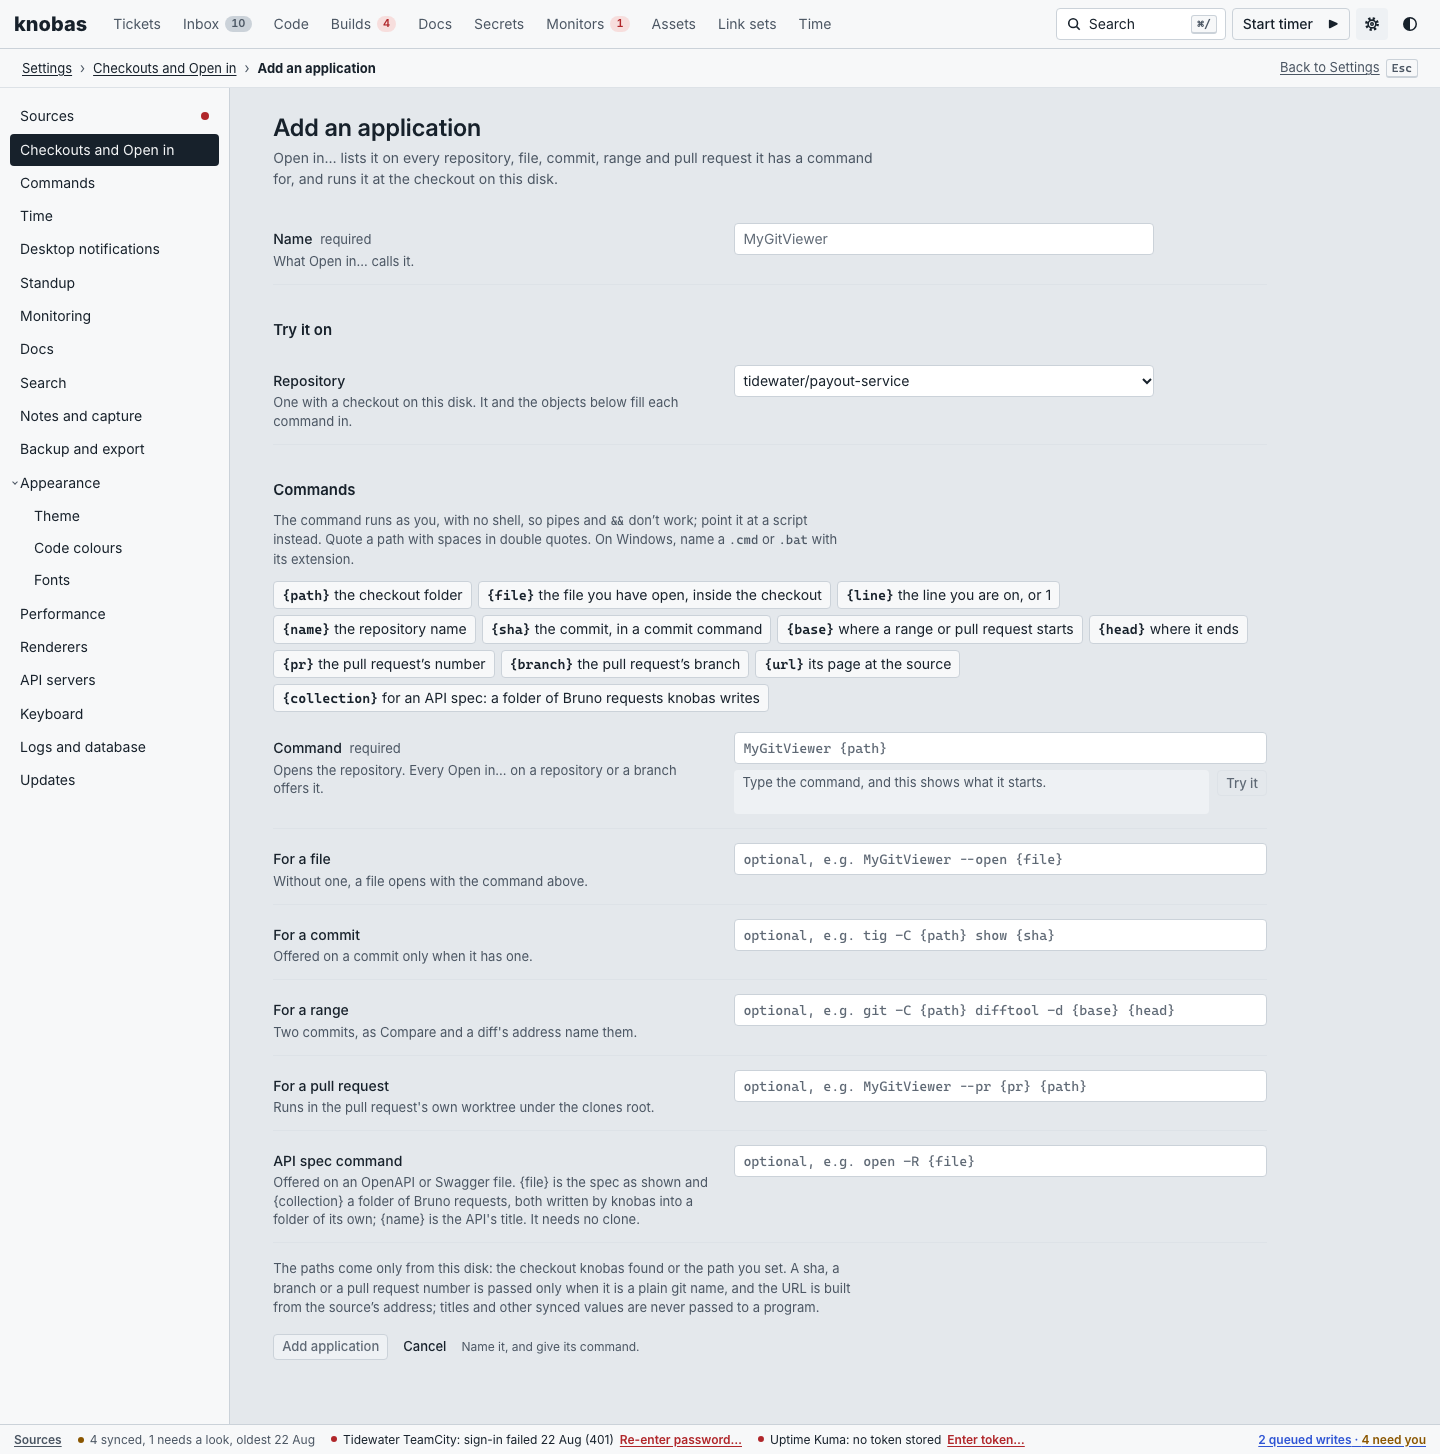 knobas Tickets Inbox 10 Code Builds 4 Docs Secrets Monitors 1 Assets Link sets Time Search ⌘/ Start timer
Settings › Checkouts and Open in › Add an application Back to Settings Esc
Sources
Checkouts and Open in
Commands
Time
Desktop notifications
Standup
Monitoring
Docs
Search
Notes and capture
Backup and export
Appearance
Theme
Code colours
Fonts
Performance
Renderers
API servers
Keyboard
Logs and database
Updates
Add an application
Open in… lists it on every repository, file, commit, range and pull request it has a command
for, and runs it at the checkout on this disk.
Name required
What Open in… calls it.
MyGitViewer
Try it on
Repository
One with a checkout on this disk. It and the objects below fill each
command in.
tidewater/payout-service
Commands
The command runs as you, with no shell, so pipes and && don’t work; point it at a script
instead. Quote a path with spaces in double quotes. On Windows, name a .cmd or .bat with
its extension.
{path} the checkout folder {file} the file you have open, inside the checkout {line} the line you are on, or 1
{name} the repository name {sha} the commit, in a commit command {base} where a range or pull request starts {head} where it ends
{pr} the pull request’s number {branch} the pull request’s branch {url} its page at the source
{collection} for an API spec: a folder of Bruno requests knobas writes
Command required
Opens the repository. Every Open in… on a repository or a branch
offers it.
MyGitViewer {path}
Type the command, and this shows what it starts. Try it
For a file
Without one, a file opens with the command above.
optional, e.g. MyGitViewer --open {file}
For a commit
Offered on a commit only when it has one.
optional, e.g. tig -C {path} show {sha}
For a range
Two commits, as Compare and a diff's address name them.
optional, e.g. git -C {path} difftool -d {base} {head}
For a pull request
Runs in the pull request's own worktree under the clones root.
optional, e.g. MyGitViewer --pr {pr} {path}
API spec command
Offered on an OpenAPI or Swagger file. {file} is the spec as shown and
{collection} a folder of Bruno requests, both written by knobas into a
folder of its own; {name} is the API's title. It needs no clone.
optional, e.g. open -R {file}
The paths come only from this disk: the checkout knobas found or the path you set. A sha, a
branch or a pull request number is passed only when it is a plain git name, and the URL is built
from the source’s address; titles and other synced values are never passed to a program.
Add application Cancel Name it, and give its command.
Sources 4 synced, 1 needs a look, oldest 22 Aug Tidewater TeamCity: sign-in failed 22 Aug (401) Re-enter password… Uptime Kuma: no token stored Enter token… 2 queued writes · 4 need you